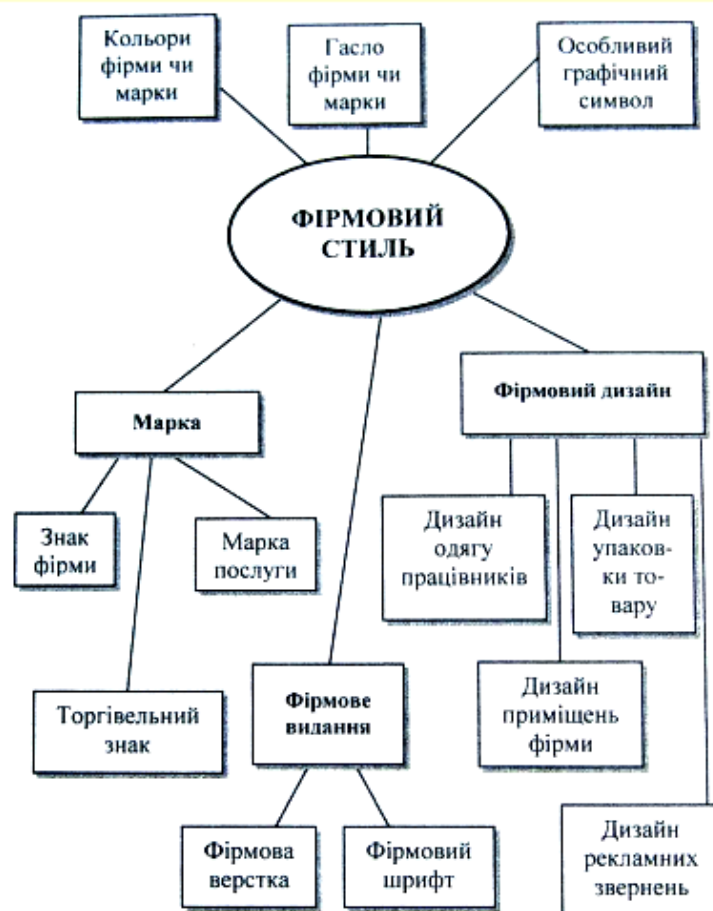 Кольори
фірми чи
марки
Гасло
фірми чи
марки
Особливий
графічний
символ
ФІРМОВИЙ
СТИЛЬ
Марка
Фірмовий дизайн
Знак
фірми
Марка
послуги
Дизайн
одягу
працівників
Дизайн
упаков-
ки то-
вару
Торгівельний
знак
Фірмове
видання
Дизайн
приміщень
фірми
Фірмова
верстка
Фірмовий
шрифт
Дизайн
рекламних
звернень